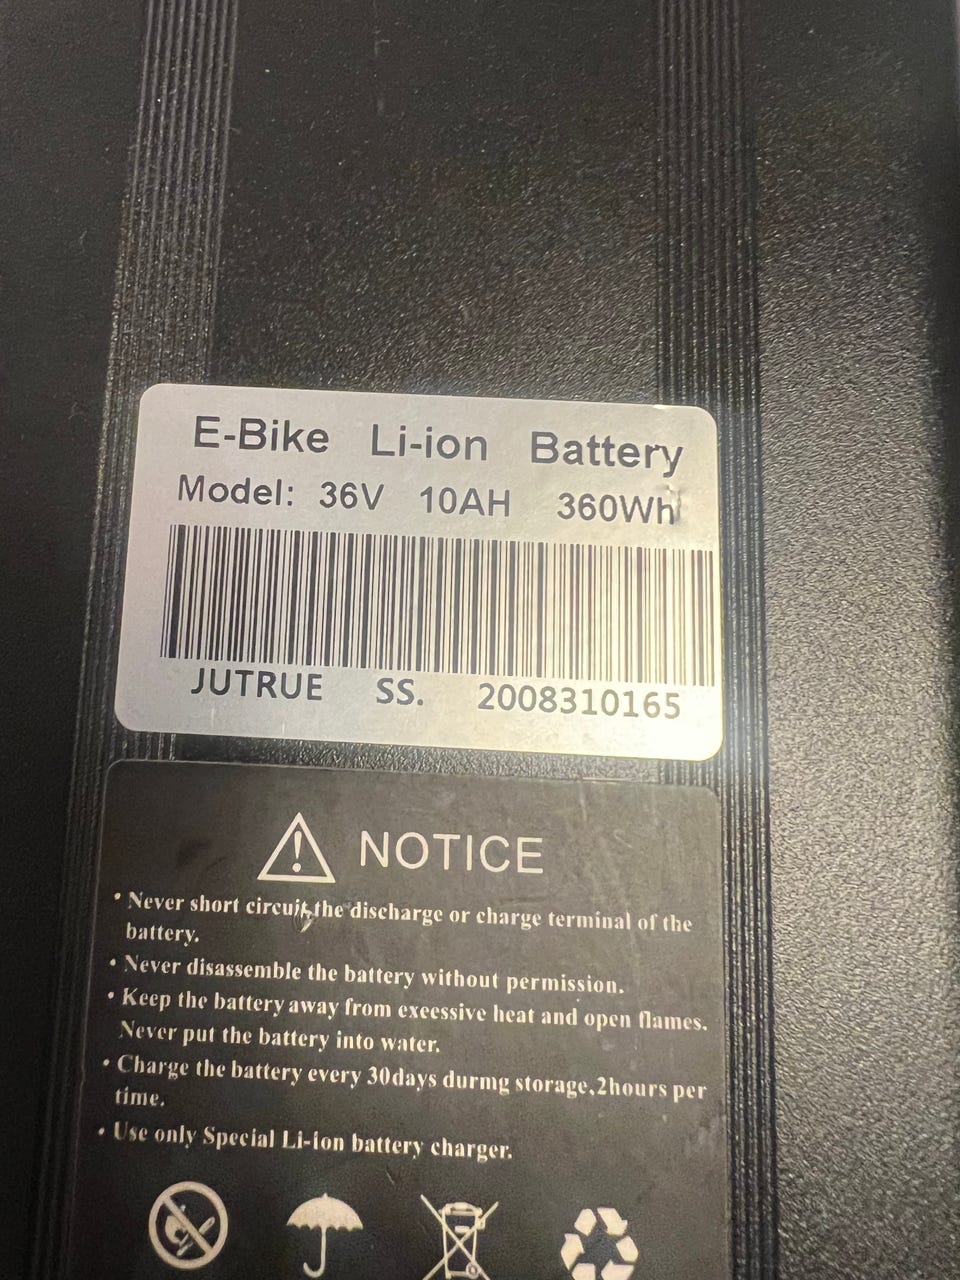 E-Bike Li-ion Battery
Model: 36V 10AH 360Wh
JUTRUE SS. 2008310165
NOTICE
• Never short circuit the discharge or charge terminal of the
battery.
• Never disassemble the battery without permission.
• Keep the battery away from excessive heat and open flames.
Never put the battery into water.
• Charge the battery every 30days durmg storage,2hours per
time.
• Use only Special Li-ion battery charger.